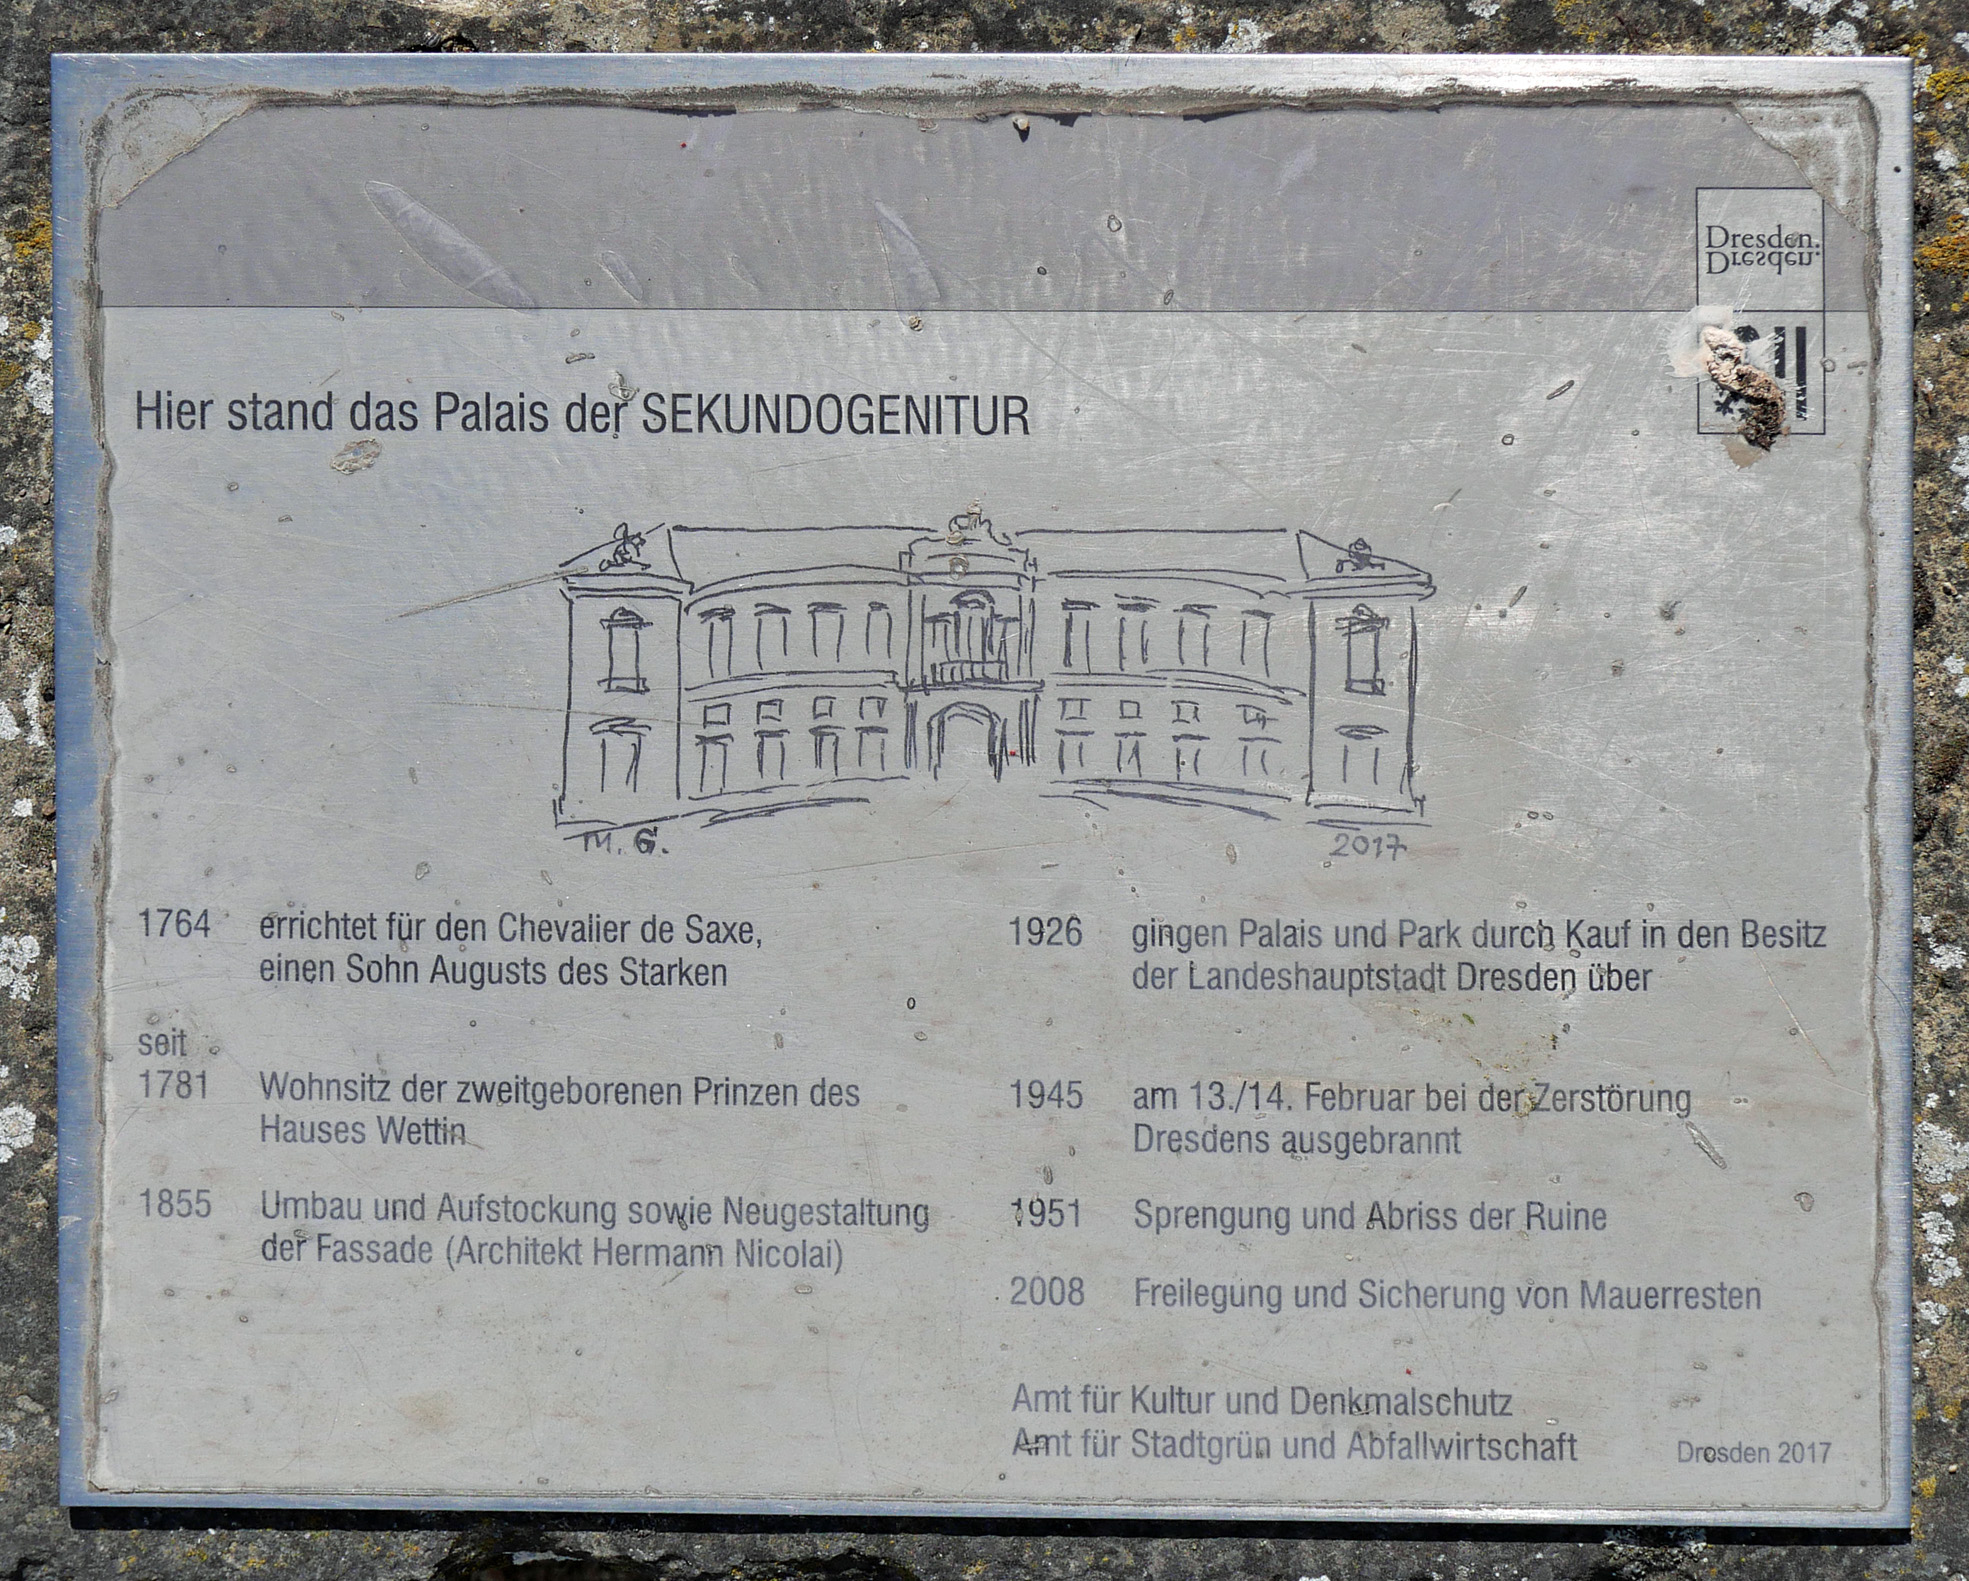 Dresden.
Dresden.
Hier stand das Palais der SEKUNDOGENITUR
M. G.
2017
1764 errichtet für den Chevalier de Saxe,
einen Sohn Augusts des Starken
seit
1781 Wohnsitz der zweitgeborenen Prinzen des
Hauses Wettin
1855 Umbau und Aufstockung sowie Neugestaltung
der Fassade (Architekt Hermann Nicolai)
1926 gingen Palais und Park durch Kauf in den Besitz
der Landeshauptstadt Dresden über
1945 am 13./14. Februar bei der Zerstörung
Dresdens ausgebrannt
1951 Sprengung und Abriss der Ruine
2008 Freilegung und Sicherung von Mauerresten
Amt für Kultur und Denkmalschutz
Amt für Stadtgrün und Abfallwirtschaft
Dresden 2017